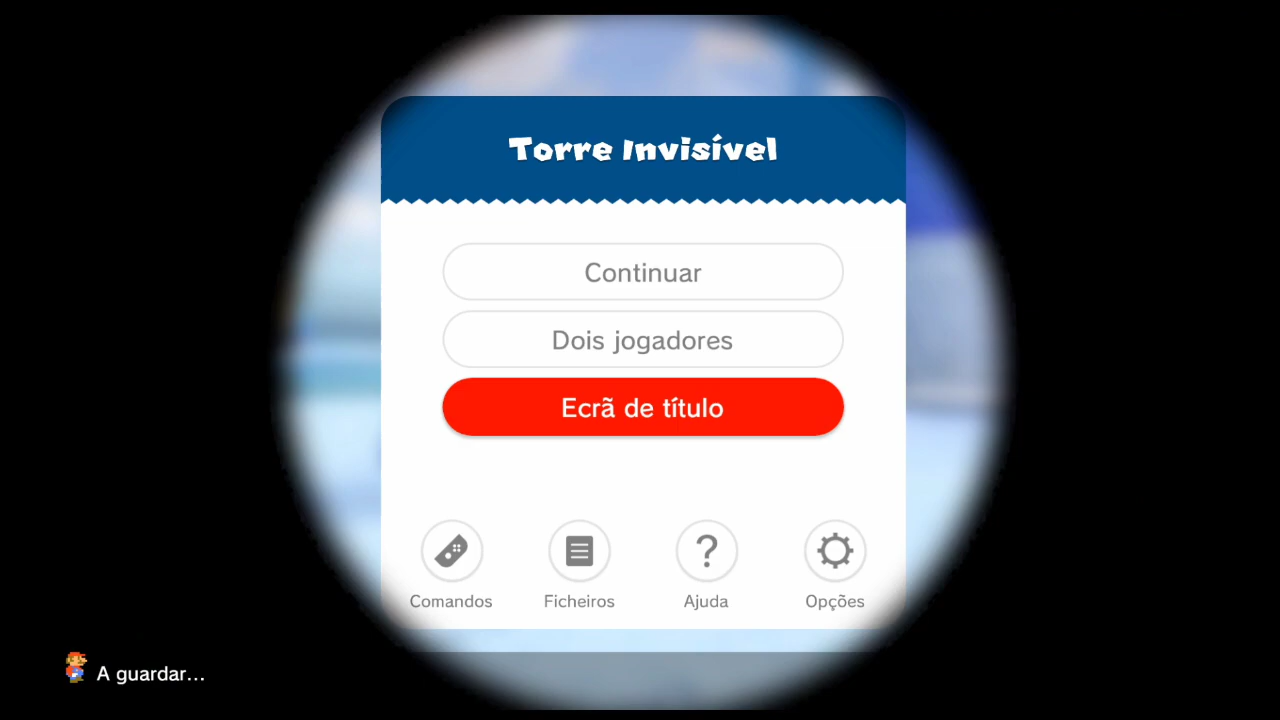 Torre Invisível
Continuar
Dois jogadores
Ecrã de título
Comandos
Ficheiros
?
Ajuda
Opções
A guardar...